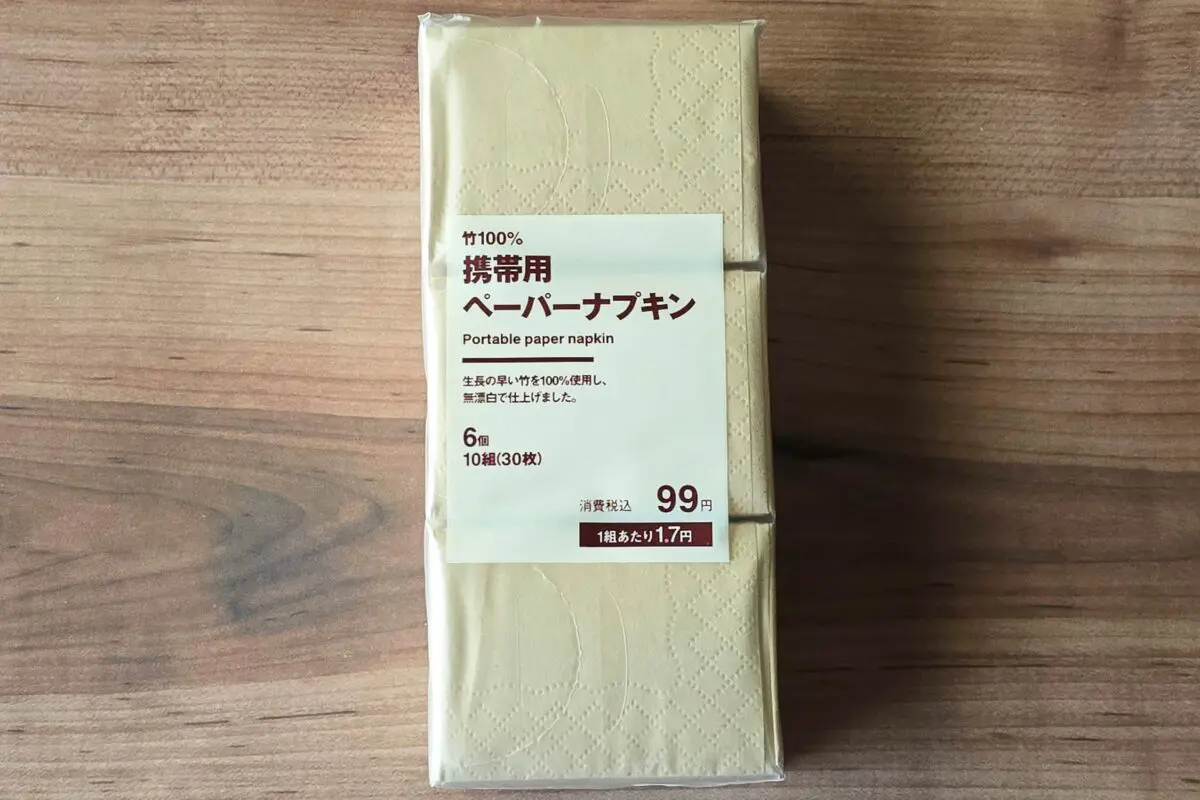 竹100%
携帯用
ペーパーナプキン
Portable paper napkin
生長の早い竹を100%使用し、
無漂白で仕上げました。
6個
10組(30枚)
消費税込 99円
1組あたり1.7円